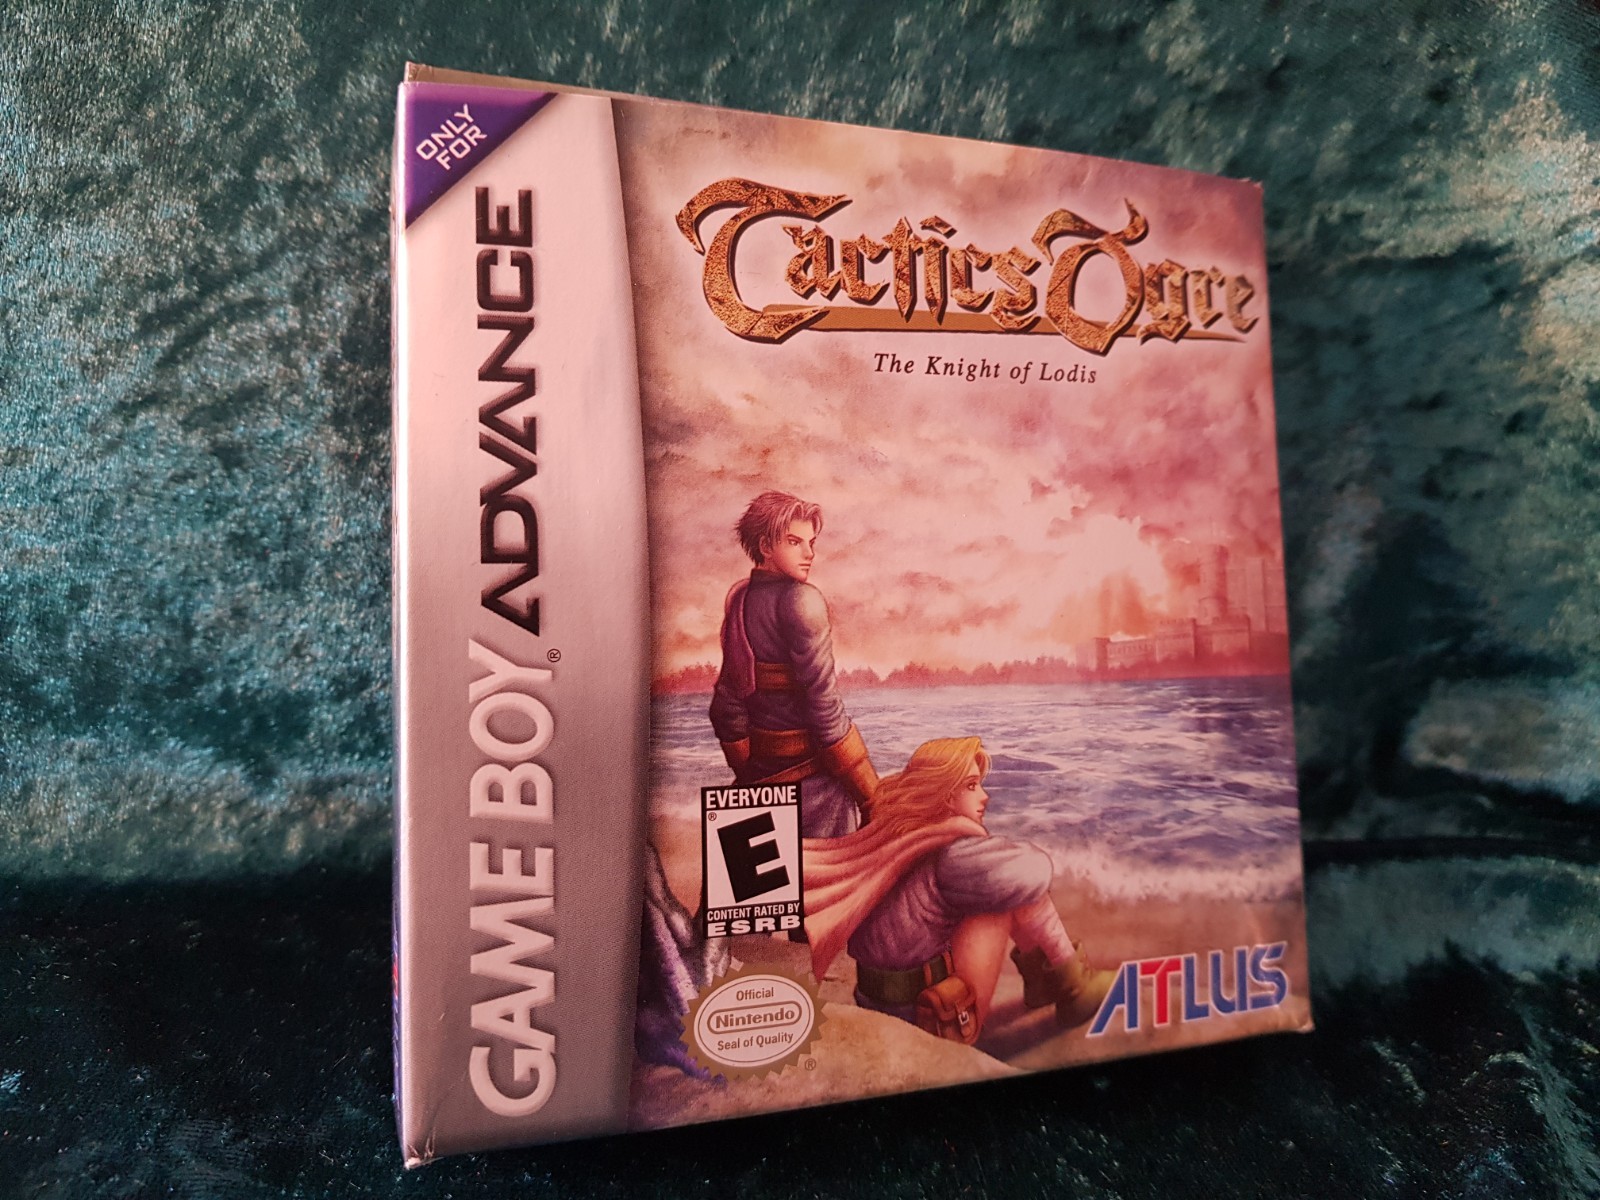 ONLY
FOR
GAME BOY ADVANCE®
Tactics Ogre
The Knight of Lodis
EVERYONE
®
E
CONTENT RATED BY
ESRB
Official
Nintendo
Seal of Quality
®
ATLUS